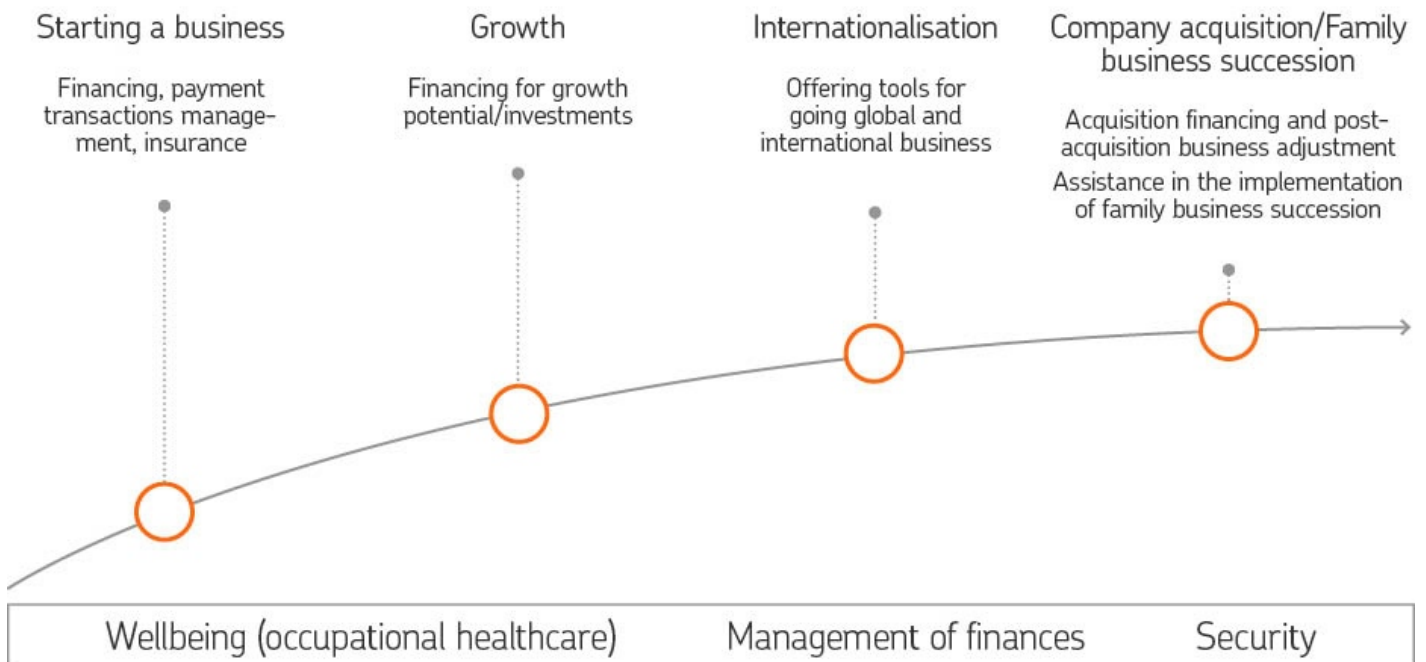 Starting a business
Financing, payment
transactions manage-
ment, insurance
Growth
Financing for growth
potential/investments
Internationalisation
Offering tools for
going global and
international business
Company acquisition/Family
business succession
Acquisition financing and post-
acquisition business adjustment
Assistance in the implementation
of family business succession
Wellbeing (occupational healthcare)
Management of finances
Security